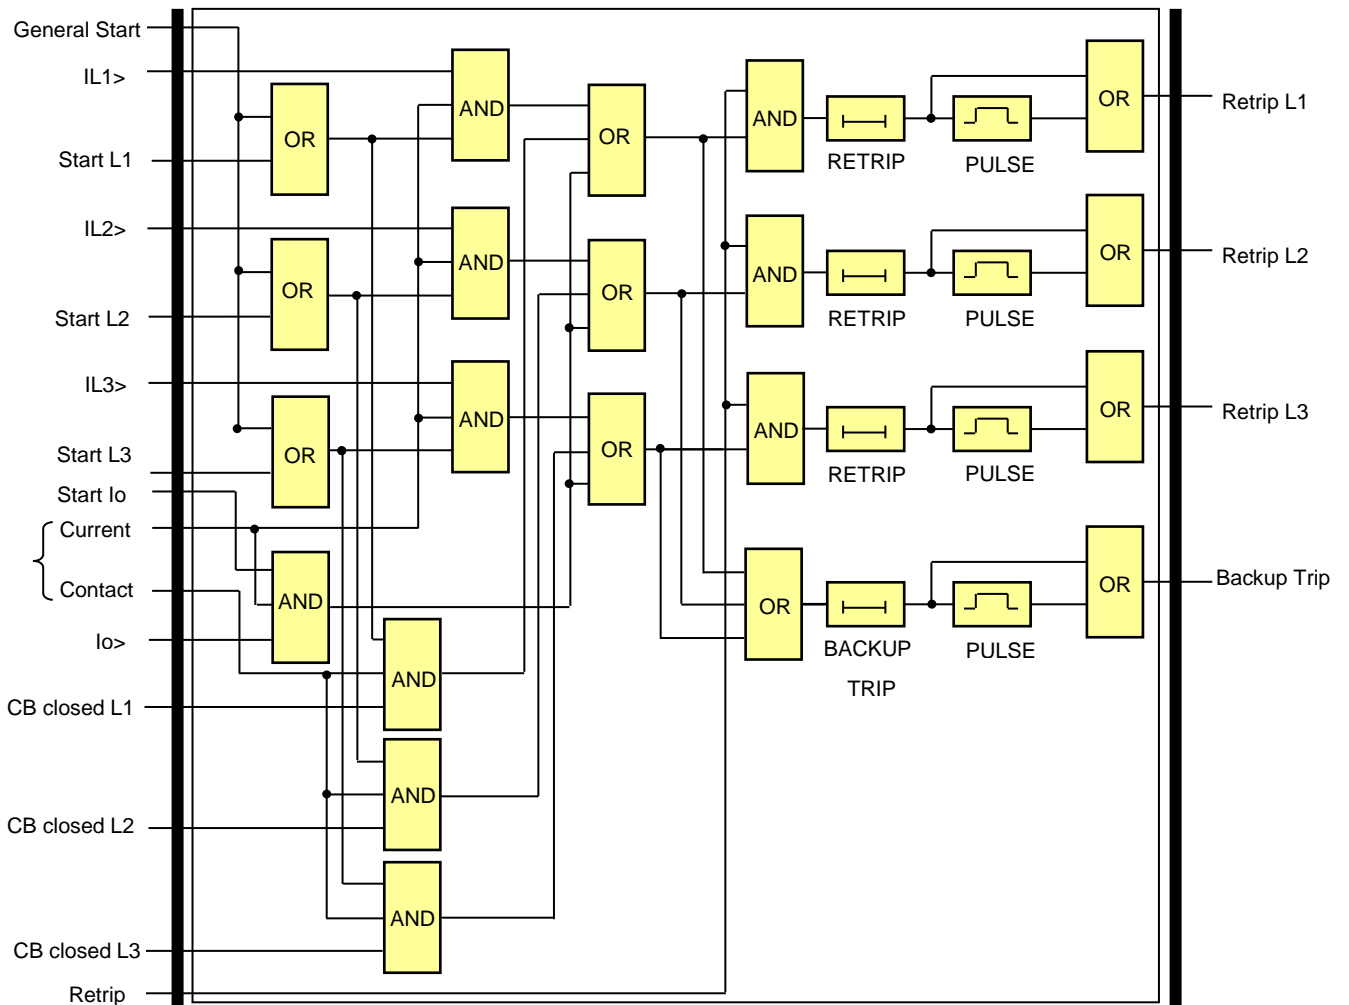 General Start
IL1>
Start L1
IL2>
Start L2
IL3>
Start L3
Start Io
Current
Contact
Io>
CB closed L1
CB closed L2
CB closed L3
Retrip
OR
OR
OR
AND
AND
AND
AND
AND
AND
AND
OR
OR
OR
AND
RETRIP
PULSE
OR
Retrip L1
AND
RETRIP
PULSE
OR
Retrip L2
AND
RETRIP
PULSE
OR
Retrip L3
OR
BACKUP
TRIP
PULSE
OR
Backup Trip